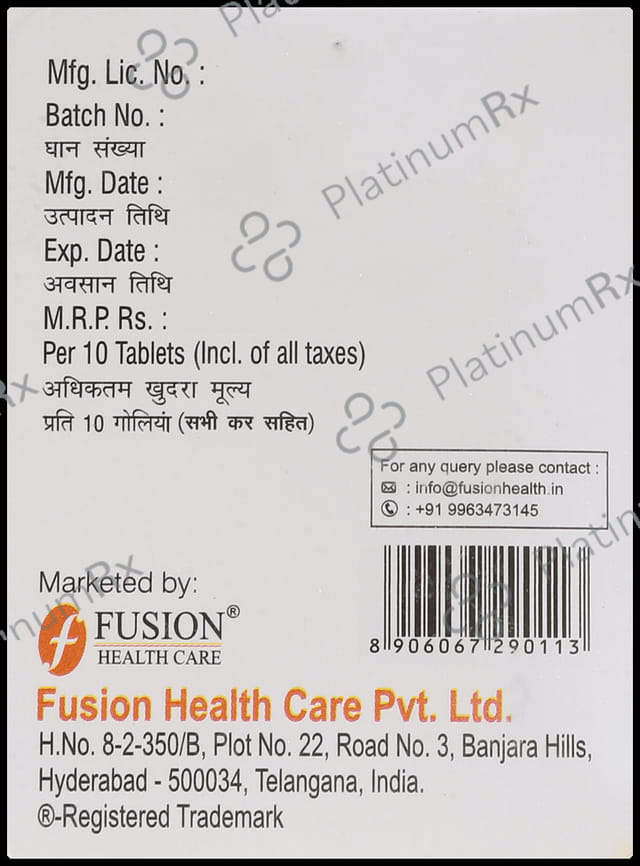 Mfg. Lic. No. :
Batch No. :
घान संख्या
Mfg. Date :
उत्पादन तिथि
Exp. Date :
अवसान तिथि
M.R.P. Rs. :
Per 10 Tablets (Incl. of all taxes)
अधिकतम खुदरा मूल्य
प्रति 10 गोलियां (सभी कर सहित)
For any query please contact :
: info@fusionhealth.in
: +91 9963473145
8 906067 290113
Marketed by:
f FUSION®
HEALTH CARE
Fusion Health Care Pvt. Ltd.
H.No. 8-2-350/B, Plot No. 22, Road No. 3, Banjara Hills,
Hyderabad - 500034, Telangana, India.
®-Registered Trademark
PlatinumRx
PlatinumRx